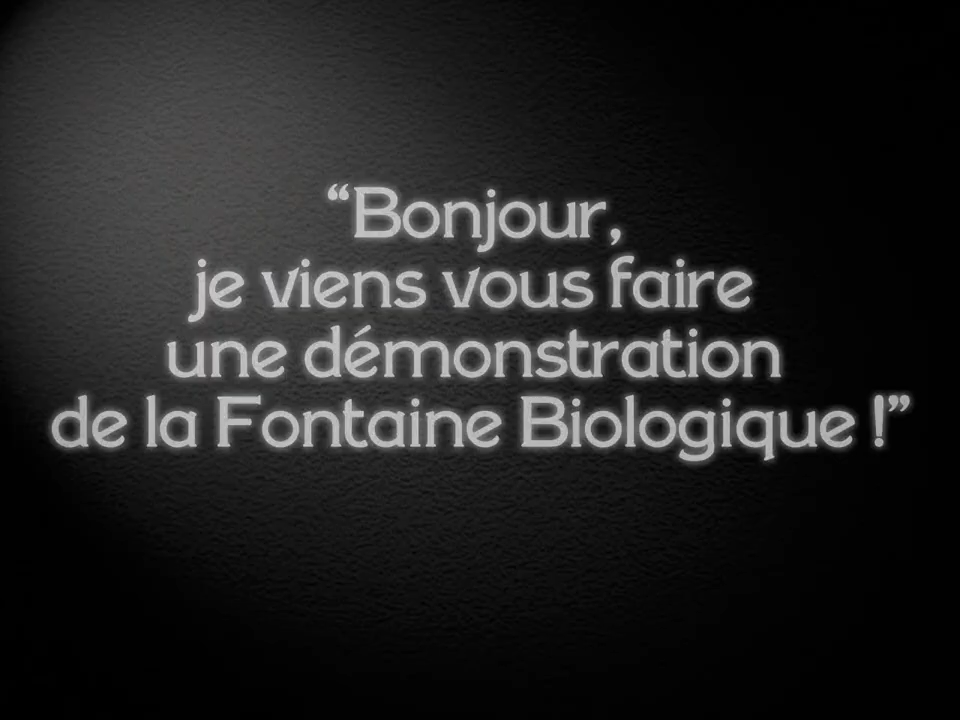 “Bonjour,
je viens vous faire
une démonstration
de la Fontaine Biologique !”